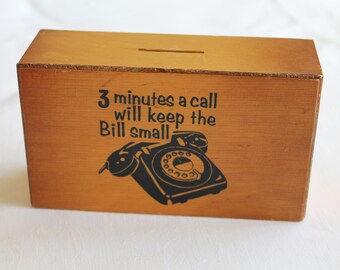 3 minutes a call
will keep the
Bill small